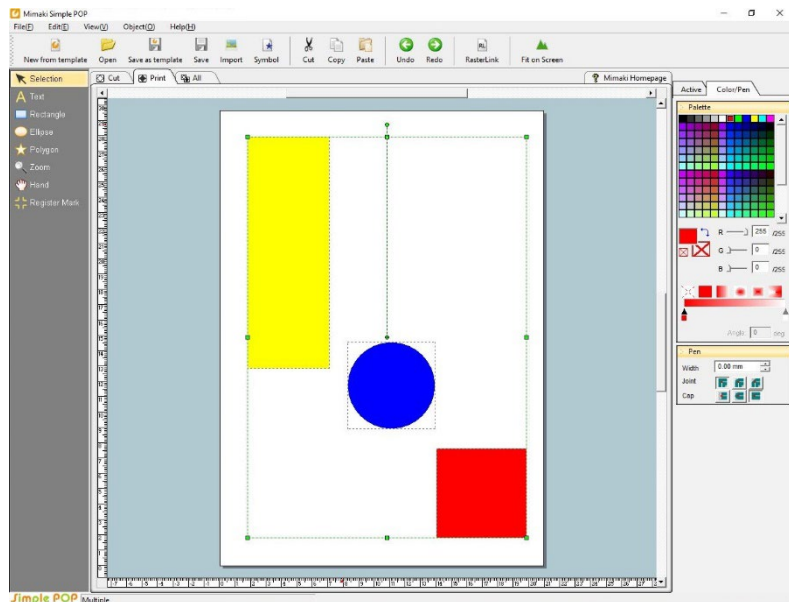 Mimaki Simple POP
File(F) Edit(E) View(V) Object(O) Help(H)
New from template Open Save as template Save Import Symbol Cut Copy Paste Undo Redo RasterLink Fit on Screen
Selection
Text
Rectangle
Ellipse
Polygon
Zoom
Hand
Register Mark
Cut Print All Mimaki Homepage
Active Color/Pen
Palette
R 255 /255
G 0 /255
B 0 /255
Angle 0 deg
Pen
Width 0.00 mm
Joint
Cap
Simple POP Multiple